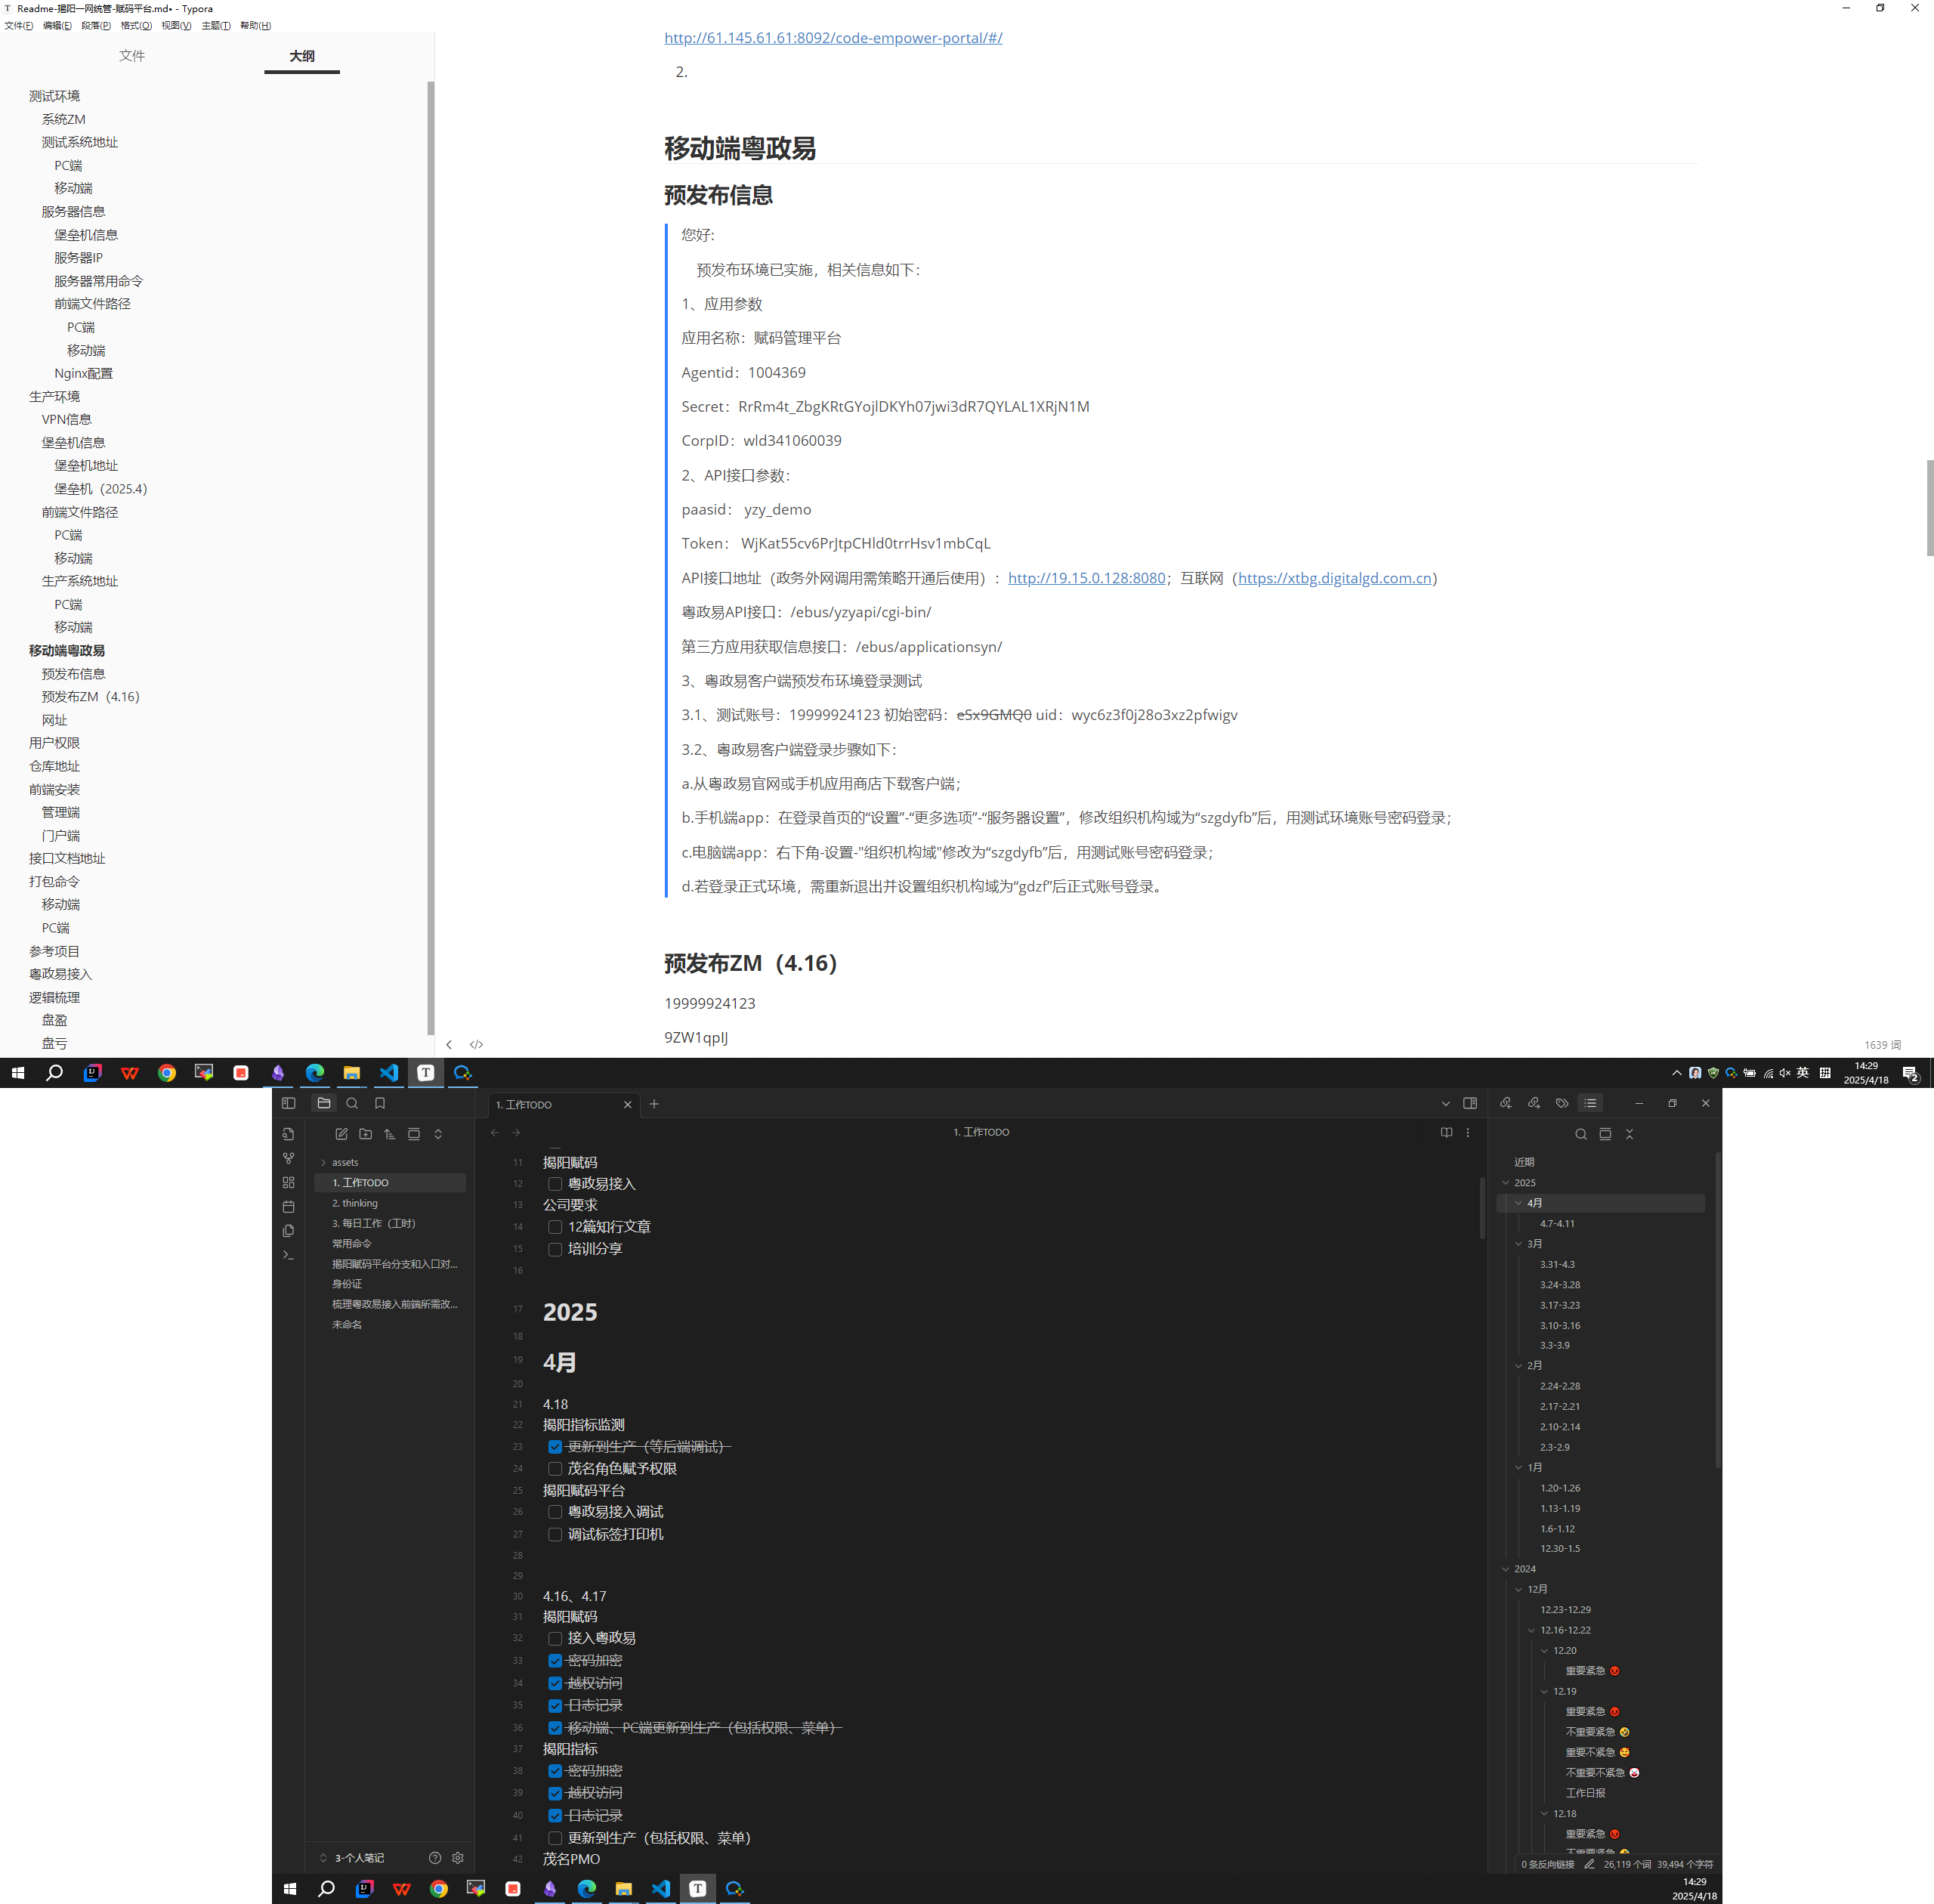 Readme-揭阳一网统管-赋码平台.md• - Typora
文件(F) 编辑(E) 段落(P) 格式(O) 视图(V) 主题(T) 帮助(H)
文件 大纲
测试环境
系统ZM
测试系统地址
PC端
移动端
服务器信息
堡垒机信息
服务器IP
服务器常用命令
前端文件路径
PC端
移动端
Nginx配置
生产环境
VPN信息
堡垒机信息
堡垒机地址
堡垒机（2025.4）
前端文件路径
PC端
移动端
生产系统地址
PC端
移动端
移动端粤政易
预发布信息
预发布ZM（4.16）
网址
用户权限
仓库地址
前端安装
管理端
门户端
接口文档地址
打包命令
移动端
PC端
参考项目
粤政易接入
逻辑梳理
盘盈
盘亏
http://61.145.61.61:8092/code-empower-portal/#/
2.
移动端粤政易
预发布信息
您好:
预发布环境已实施，相关信息如下：
1、应用参数
应用名称：赋码管理平台
Agentid：1004369
Secret：RrRm4t_ZbgKRtGYojlDKYh07jwi3dR7QYLAL1XRjN1M
CorpID：wld341060039
2、API接口参数：
paasid： yzy_demo
Token： WjKat55cv6PrJtpCHld0trrHsv1mbCqL
API接口地址（政务外网调用需策略开通后使用）：http://19.15.0.128:8080；互联网（https://xtbg.digitalgd.com.cn）
粤政易API接口：/ebus/yzyapi/cgi-bin/
第三方应用获取信息接口：/ebus/applicationsyn/
3、粤政易客户端预发布环境登录测试
3.1、测试账号：19999924123 初始密码：eSx9GMQ0 uid：wyc6z3f0j28o3xz2pfwigv
3.2、粤政易客户端登录步骤如下：
a.从粤政易官网或手机应用商店下载客户端；
b.手机端app：在登录首页的“设置”-“更多选项”-“服务器设置”，修改组织机构域为“szgdyfb”后，用测试环境账号密码登录；
c.电脑端app：右下角-设置-"组织机构域"修改为“szgdyfb”后，用测试账号密码登录；
d.若登录正式环境，需重新退出并设置组织机构域为“gdzf”后正式账号登录。
预发布ZM（4.16）
19999924123
9ZW1qpIJ
1639 词
英
14:29
2025/4/18
2
1. 工作TODO
1. 工作TODO
assets
1. 工作TODO
2. thinking
3. 每日工作（工时）
常用命令
揭阳赋码平台分支和入口对...
身份证
梳理粤政易接入前端所需改...
未命名
3-个人笔记
11 揭阳赋码
12 粤政易接入
13 公司要求
14 12篇知行文章
15 培训分享
16
17 2025
18
19 4月
20
21 4.18
22 揭阳指标监测
23 更新到生产（等后端调试）
24 茂名角色赋予权限
25 揭阳赋码平台
26 粤政易接入调试
27 调试标签打印机
28
29
30 4.16、4.17
31 揭阳赋码
32 接入粤政易
33 密码加密
34 越权访问
35 日志记录
36 移动端、PC端更新到生产（包括权限、菜单）
37 揭阳指标
38 密码加密
39 越权访问
40 日志记录
41 更新到生产（包括权限、菜单）
42 茂名PMO
近期
2025
4月
4.7-4.11
3月
3.31-4.3
3.24-3.28
3.17-3.23
3.10-3.16
3.3-3.9
2月
2.24-2.28
2.17-2.21
2.10-2.14
2.3-2.9
1月
1.20-1.26
1.13-1.19
1.6-1.12
12.30-1.5
2024
12月
12.23-12.29
12.16-12.22
12.20
重要紧急 😡
12.19
重要紧急 😡
不重要紧急 🤣
重要不紧急 🥰
不重要不紧急 🤡
工作日报
12.18
重要紧急 😡
0 条反向链接 26,119 个词 39,494 个字符
14:29
2025/4/18